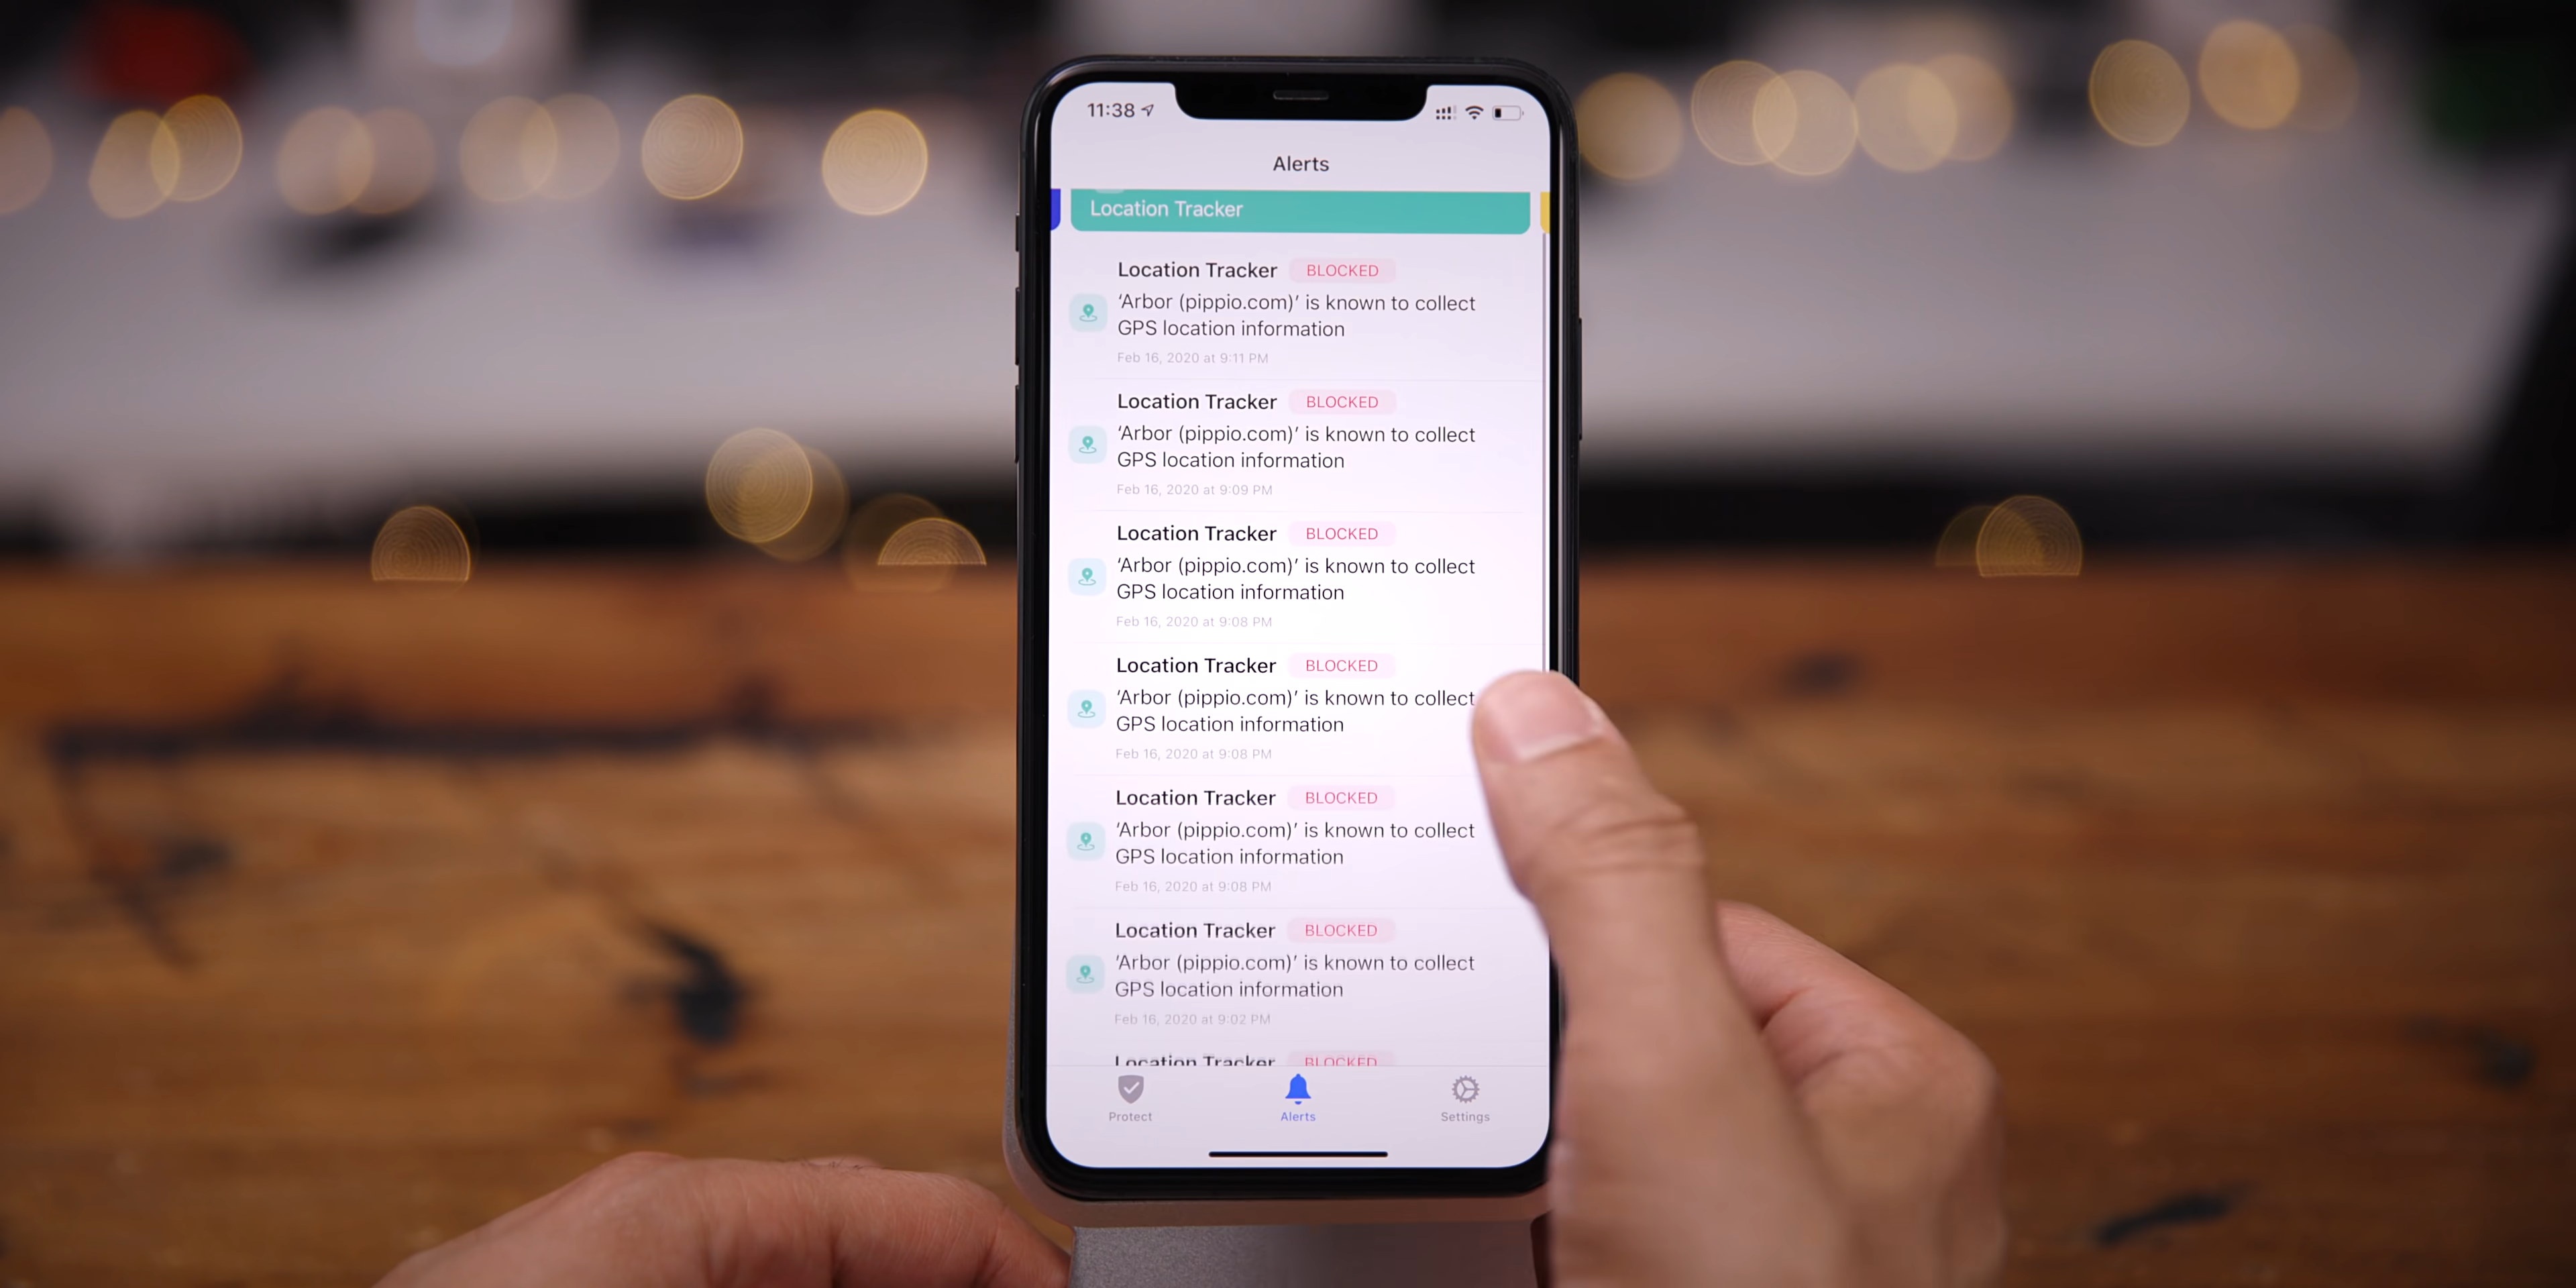 11:38
Alerts
Location Tracker
Location Tracker BLOCKED
‘Arbor (pippio.com)’ is known to collect
GPS location information
Feb 16, 2020 at 9:11 PM
Location Tracker BLOCKED
‘Arbor (pippio.com)’ is known to collect
GPS location information
Feb 16, 2020 at 9:09 PM
Location Tracker BLOCKED
‘Arbor (pippio.com)’ is known to collect
GPS location information
Feb 16, 2020 at 9:08 PM
Location Tracker BLOCKED
‘Arbor (pippio.com)’ is known to collect
GPS location information
Feb 16, 2020 at 9:08 PM
Location Tracker BLOCKED
‘Arbor (pippio.com)’ is known to collect
GPS location information
Feb 16, 2020 at 9:08 PM
Location Tracker BLOCKED
‘Arbor (pippio.com)’ is known to collect
GPS location information
Feb 16, 2020 at 9:02 PM
Location Tracker BLOCKED
Protect Alerts Settings